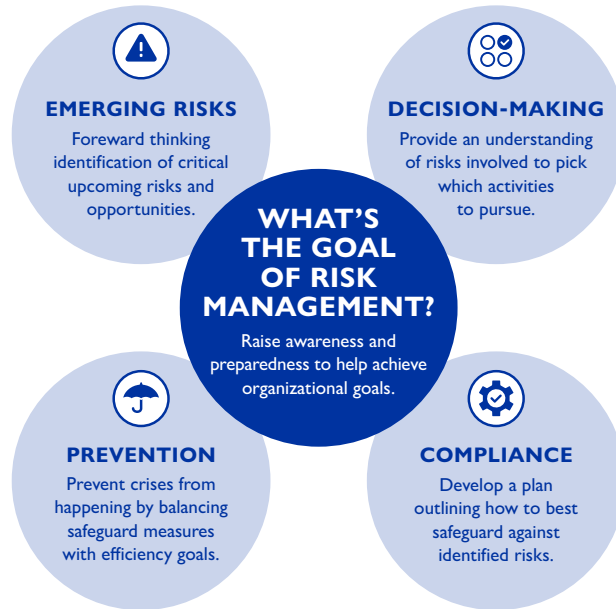 EMERGING RISKS
Foreward thinking
identification of critical
upcoming risks and
opportunities.
DECISION-MAKING
Provide an understanding
of risks involved to pick
which activities
to pursue.
WHAT'S
THE GOAL
OF RISK
MANAGEMENT?
Raise awareness and
preparedness to help achieve
organizational goals.
PREVENTION
Prevent crises from
happening by balancing
safeguard measures
with efficiency goals.
COMPLIANCE
Develop a plan
outlining how to best
safeguard against
identified risks.